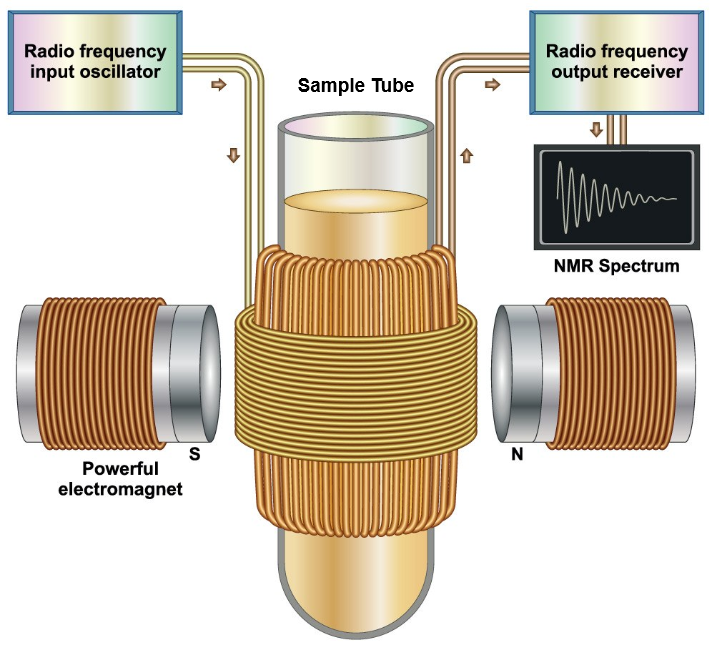 Radio frequency
input oscillator
Sample Tube
Radio frequency
output receiver
NMR Spectrum
S
N
Powerful
electromagnet